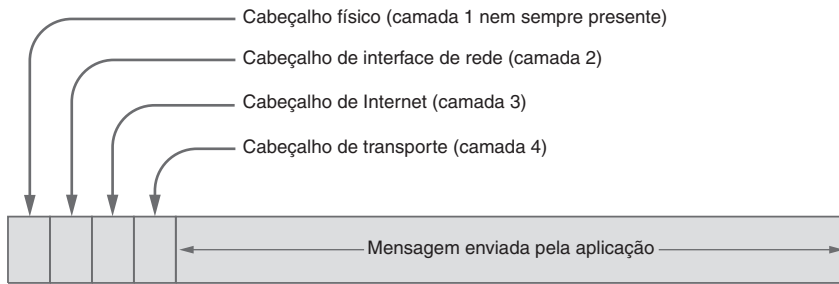 Cabeçalho físico (camada 1 nem sempre presente)
Cabeçalho de interface de rede (camada 2)
Cabeçalho de Internet (camada 3)
Cabeçalho de transporte (camada 4)
Mensagem enviada pela aplicação